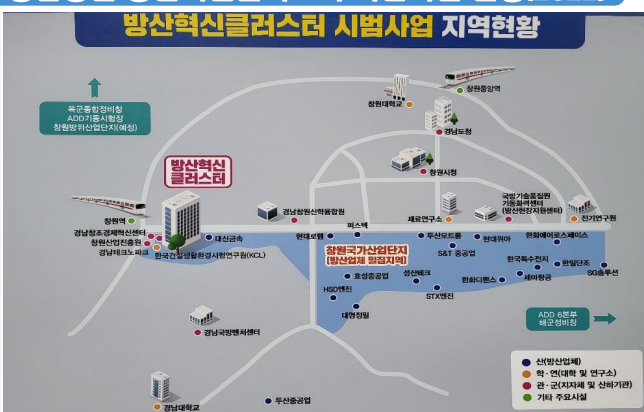 방산혁신클러스터 시범사업 지역현황
육군종합정비창
ADD기동시험장
창원방위산업단지(예정)
창원대학교
창원중앙역
경남도청
창원시청
방산혁신
클러스터
창원역
경남창조경제혁신센터
창원산업진흥원
경남테크노파크
한국건설생활환경시험연구원(KCL)
대신금속
경남창원산학융합원
현대로템
퍼스텍
재료연구소
국방기술품질원
기동화력센터
(방산현장지원센터)
전기연구원
두산모트롤
현대위아
한화에어로스페이스
S&T 중공업
창원국가산업단지
(방산업체 밀집지역)
효성중공업
성산테크
한화디펜스
한국특수전지
세아항공
한일단조
SG솔루션
HSD엔진
STX엔진
대명정밀
경남국방벤처센터
ADD 6본부
해군정비창
경남대학교
두산중공업
산(방산업체)
학·연(대학 및 연구소)
관·군(지자체 및 산하기관)
기타 주요시설